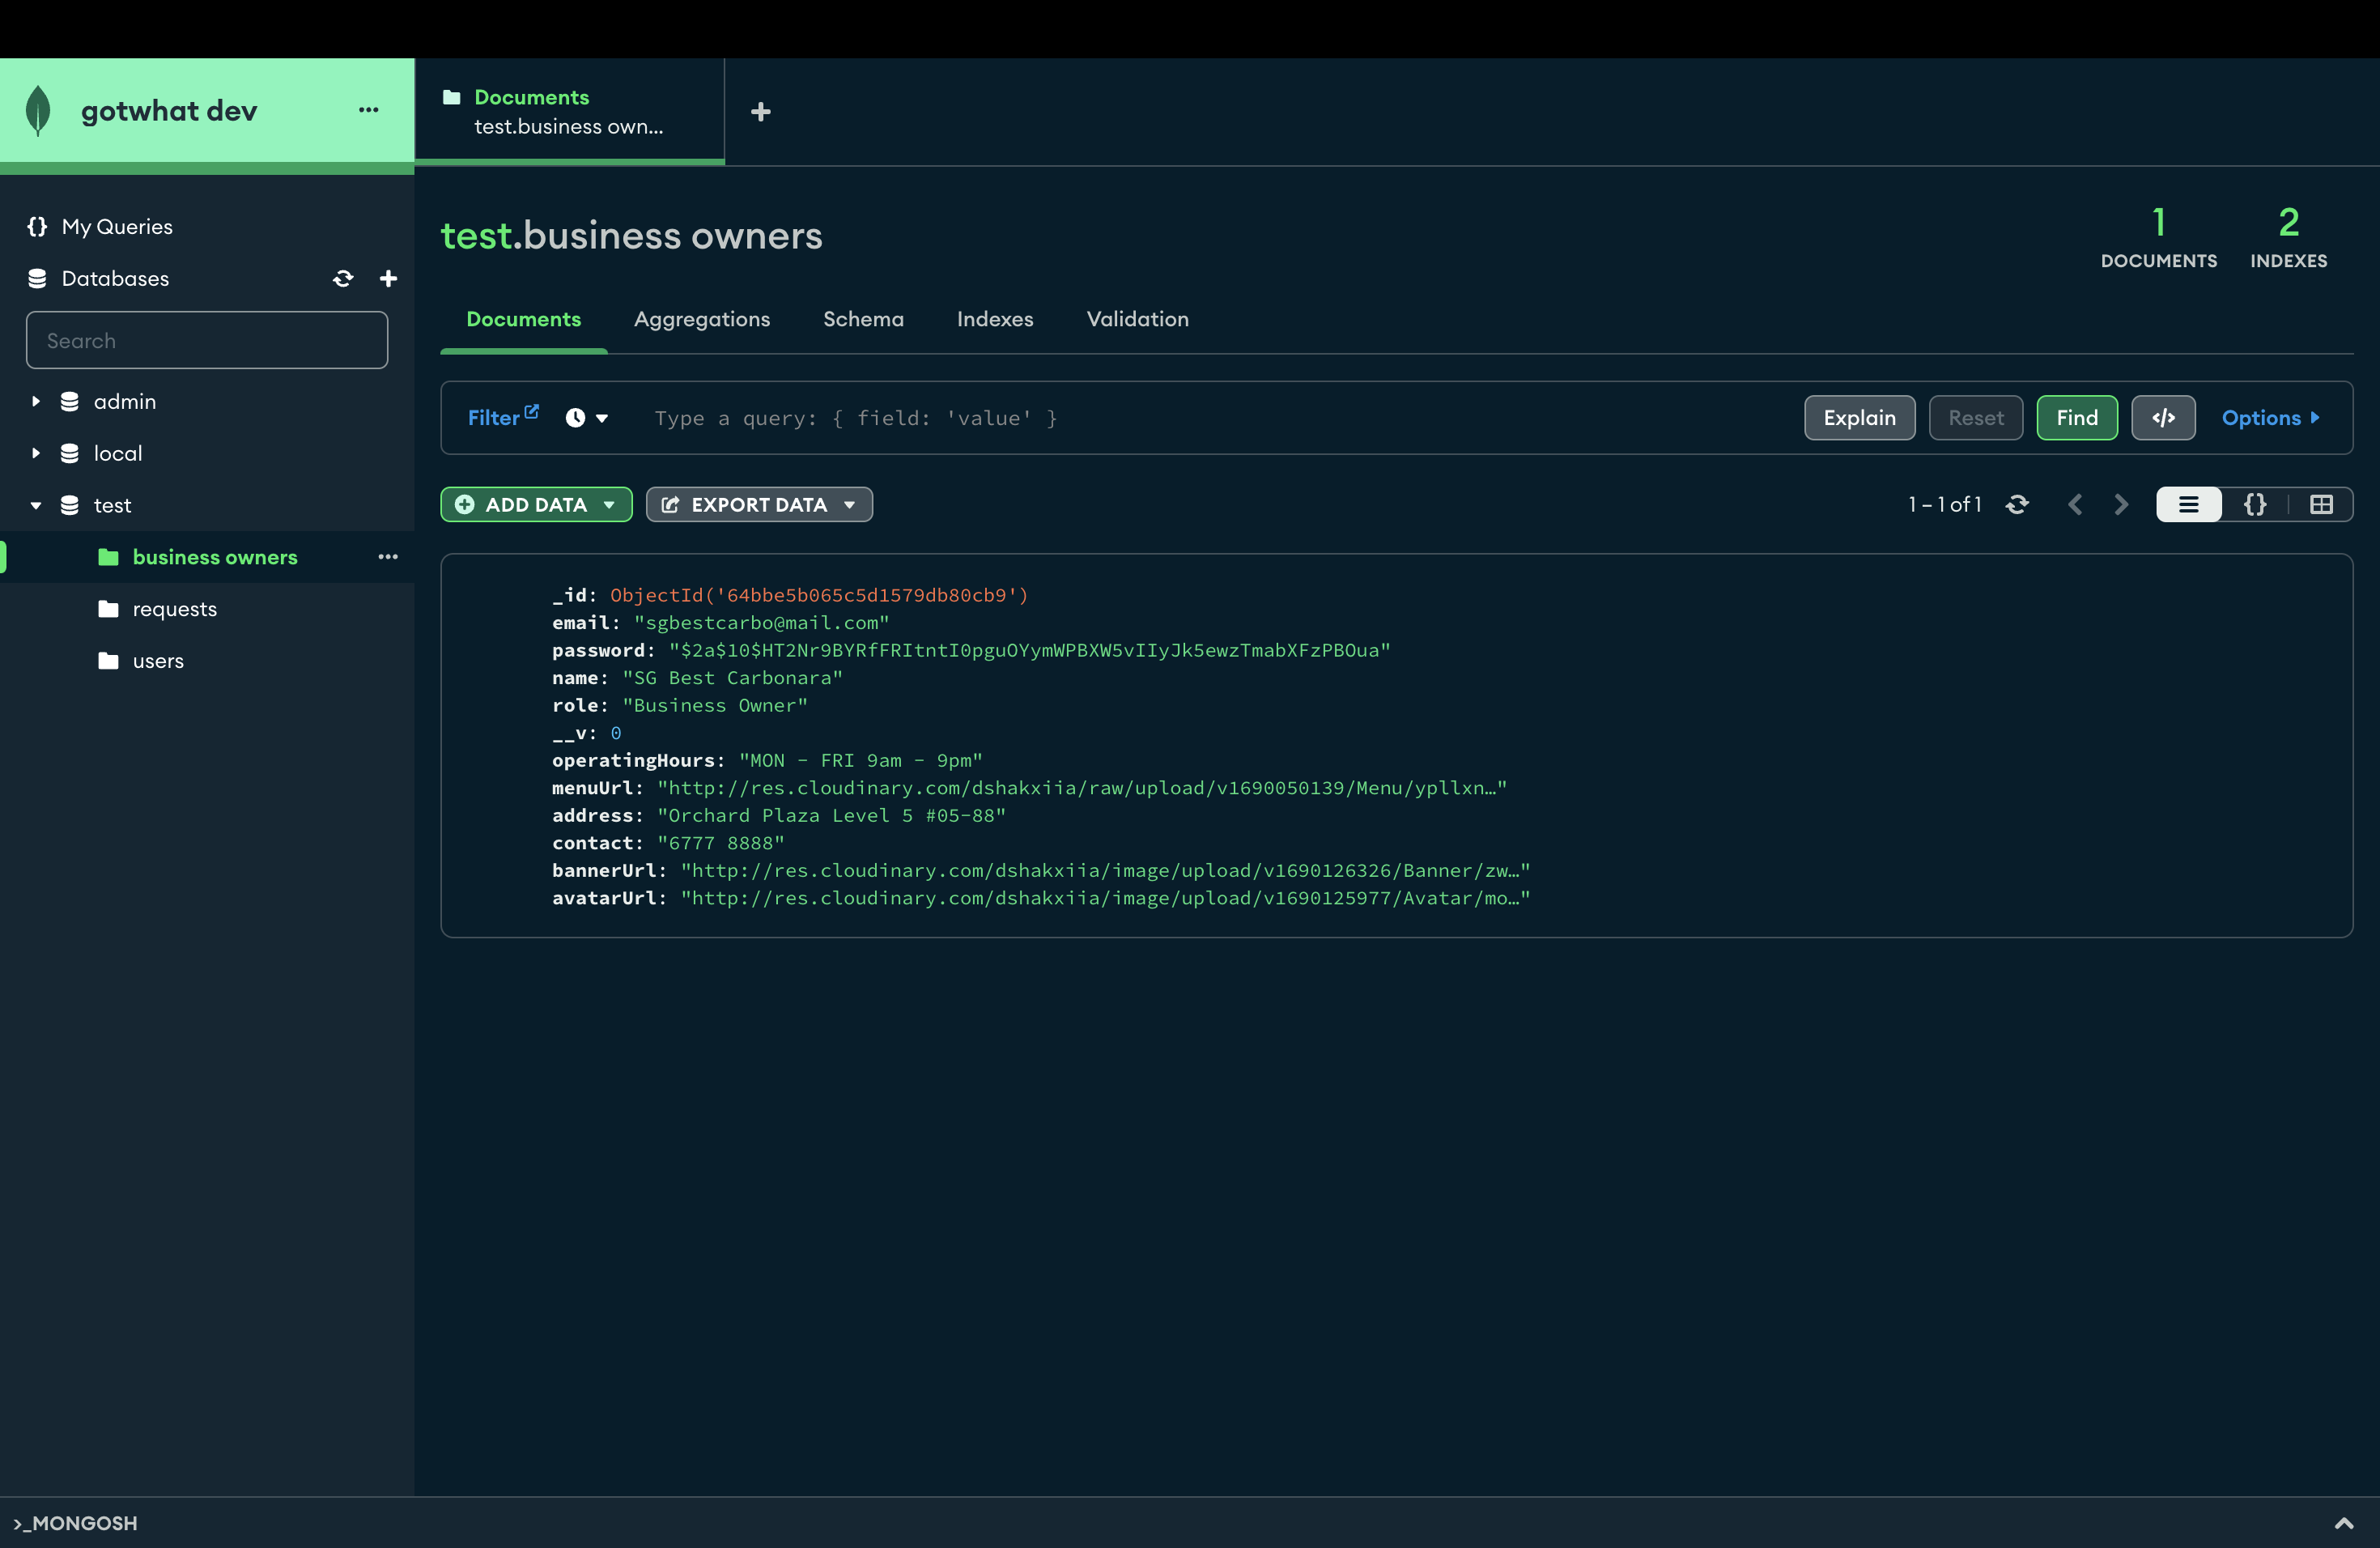 gotwhat dev
Documents
test.business own...
My Queries
Databases
Search
admin
local
test
business owners
requests
users
test.business owners
1
DOCUMENTS
2
INDEXES
Documents
Aggregations
Schema
Indexes
Validation
Filter
Type a query: { field: 'value' }
Explain
Reset
Find
</>
Options
ADD DATA
EXPORT DATA
1 – 1 of 1
{}
_id: ObjectId('64bbe5b065c5d1579db80cb9')
email: "sgbestcarbo@mail.com"
password: "$2a$10$HT2Nr9BYRfFRItntI0pguOYymWPBXW5vIIyJk5ewzTmabXFzPBOua"
name: "SG Best Carbonara"
role: "Business Owner"
__v: 0
operatingHours: "MON - FRI 9am - 9pm"
menuUrl: "http://res.cloudinary.com/dshakxiia/raw/upload/v1690050139/Menu/ypllxn…"
address: "Orchard Plaza Level 5 #05-88"
contact: "6777 8888"
bannerUrl: "http://res.cloudinary.com/dshakxiia/image/upload/v1690126326/Banner/zw…"
avatarUrl: "http://res.cloudinary.com/dshakxiia/image/upload/v1690125977/Avatar/mo…"
>_MONGOSH